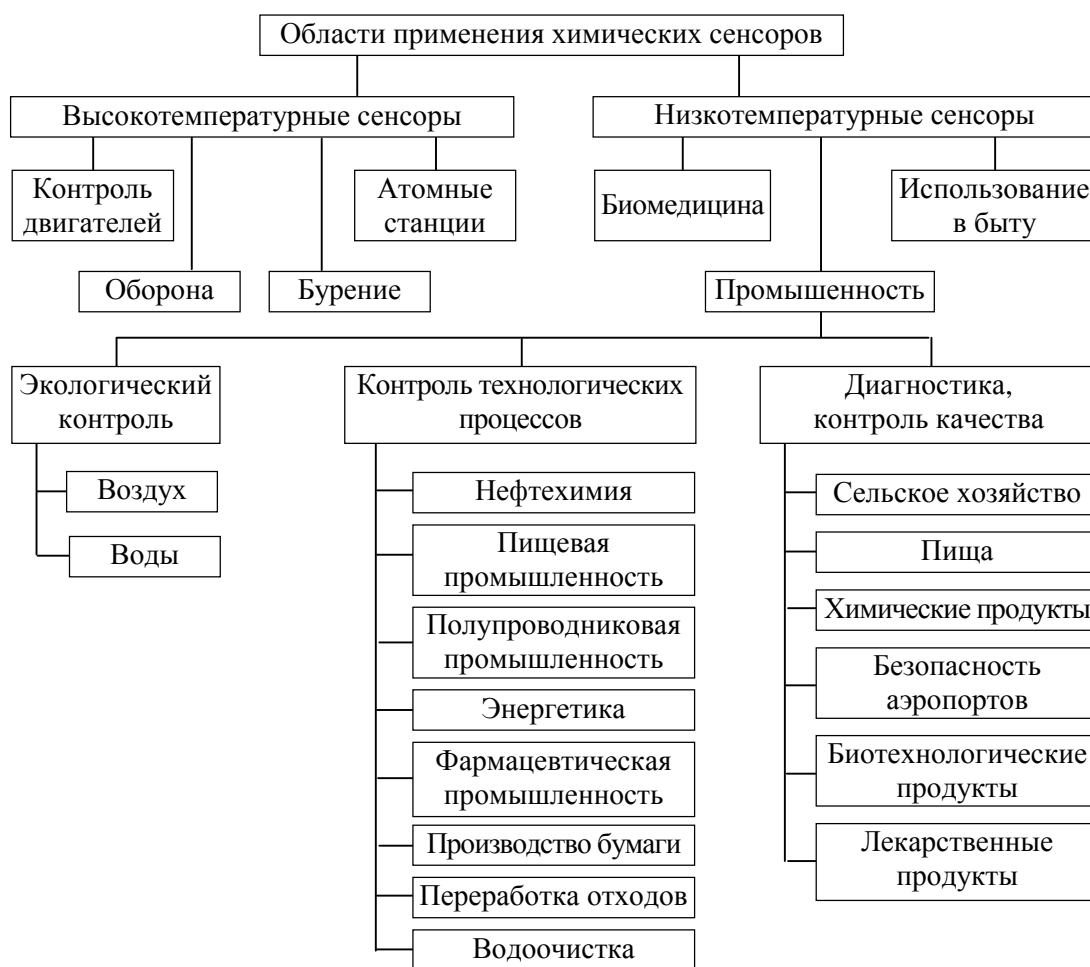 Области применения химических сенсоров
Высокотемпературные сенсоры
Низкотемпературные сенсоры
Контроль
двигателей
Атомные
станции
Биомедицина
Использование
в быту
Оборона
Бурение
Промышенность
Экологический
контроль
Воздух
Воды
Контроль технологических
процессов
Нефтехимия
Пищевая
промышленность
Полупроводниковая
промышленность
Энергетика
Фармацевтическая
промышленность
Производство бумаги
Переработка отходов
Водоочистка
Диагностика,
контроль качества
Сельское хозяйство
Пища
Химические продукты
Безопасность
аэропортов
Биотехнологические
продукты
Лекарственные
продукты